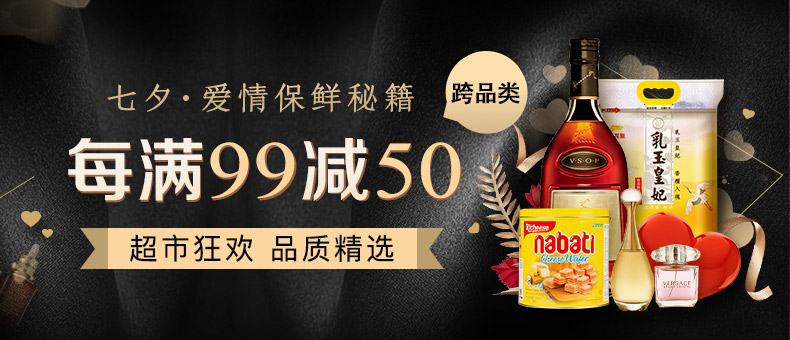 七夕·爱情保鲜秘籍
跨品类
每满99减50
超市狂欢 品质精选
V·S·O·P
乳玉皇妃
Richeese
nabati
Cheese Wafer
VERSACE